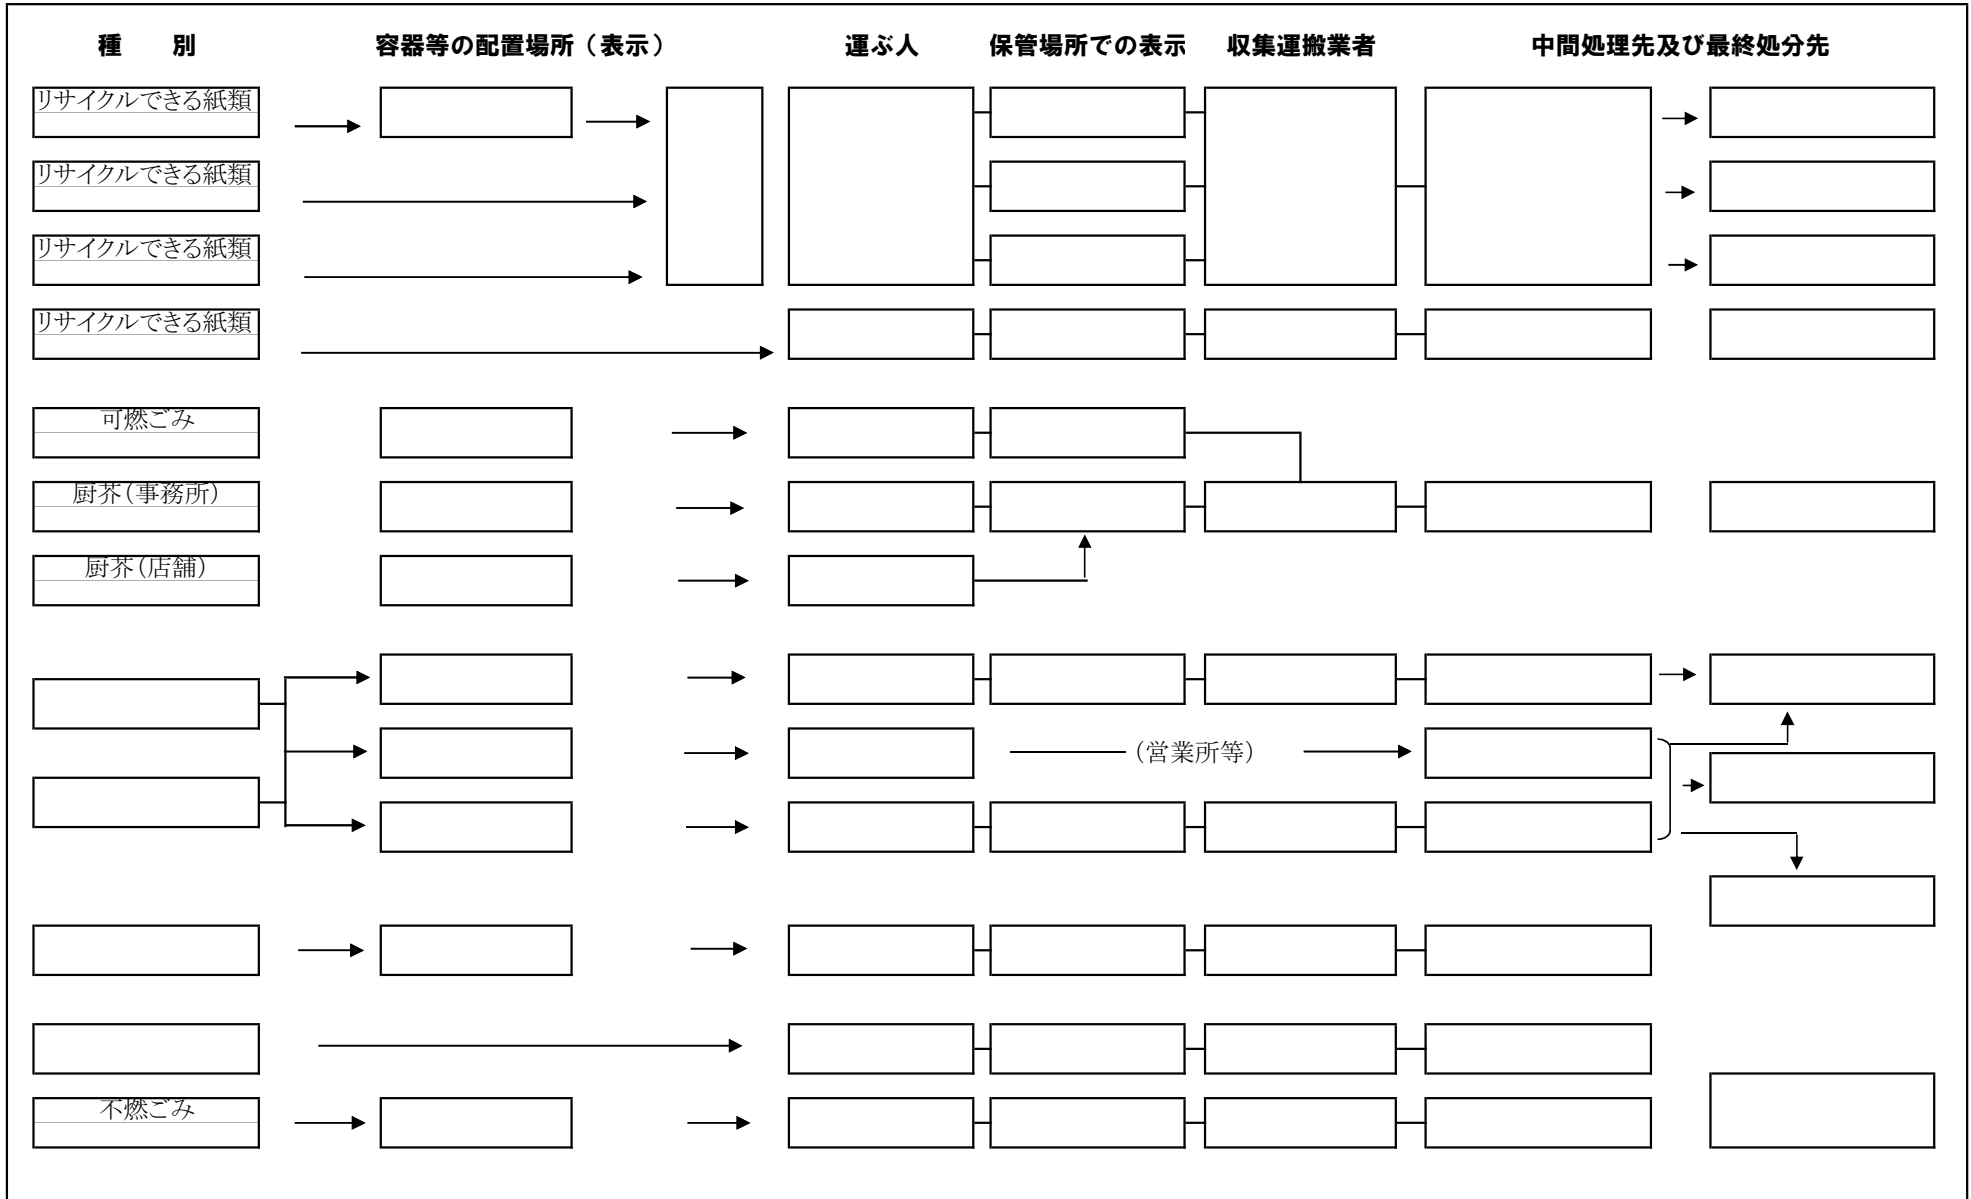 種　別　容器等の配置場所（表示）　運ぶ人　保管場所での表示　収集運搬業者　中間処理先及び最終処分先
リサイクルできる紙類
リサイクルできる紙類
リサイクルできる紙類
リサイクルできる紙類
可燃ごみ
厨芥（事務所）
厨芥（店舗）
（営業所等）
不燃ごみ